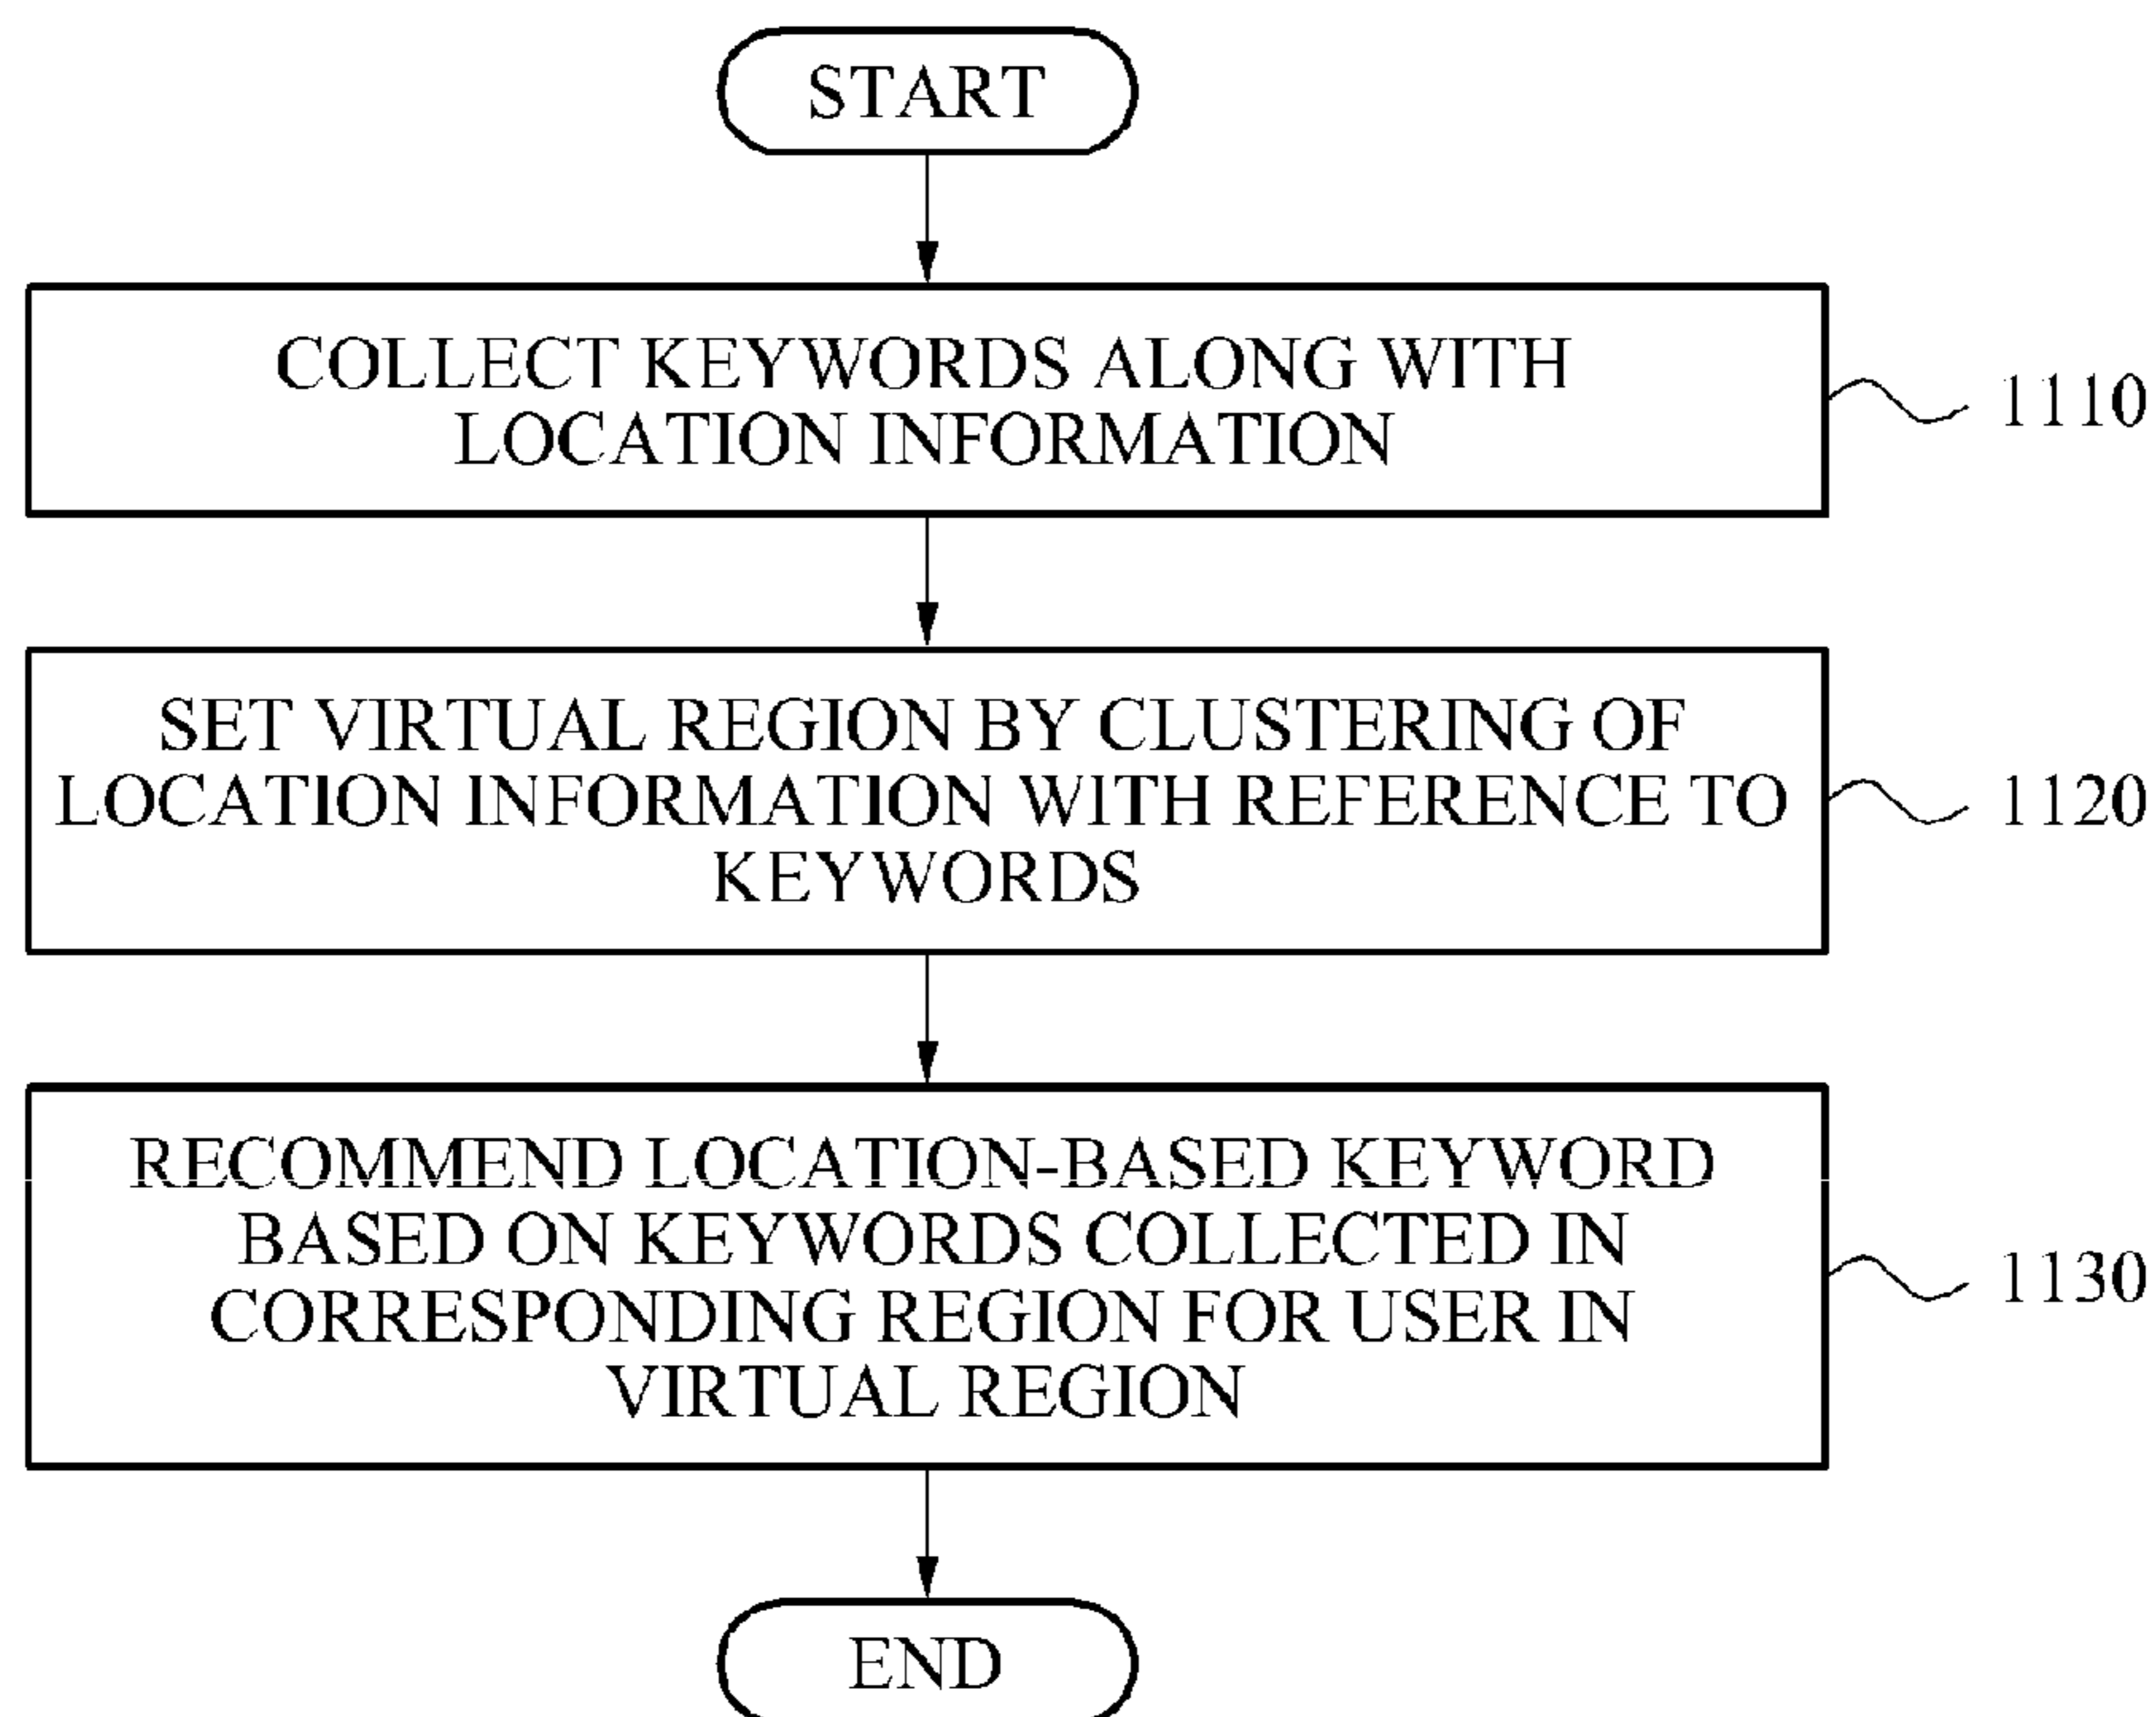 START
COLLECT KEYWORDS ALONG WITH
LOCATION INFORMATION
1110
SET VIRTUAL REGION BY CLUSTERING OF
LOCATION INFORMATION WITH REFERENCE TO
KEYWORDS
1120
RECOMMEND LOCATION-BASED KEYWORD
BASED ON KEYWORDS COLLECTED IN
CORRESPONDING REGION FOR USER IN
VIRTUAL REGION
1130
END